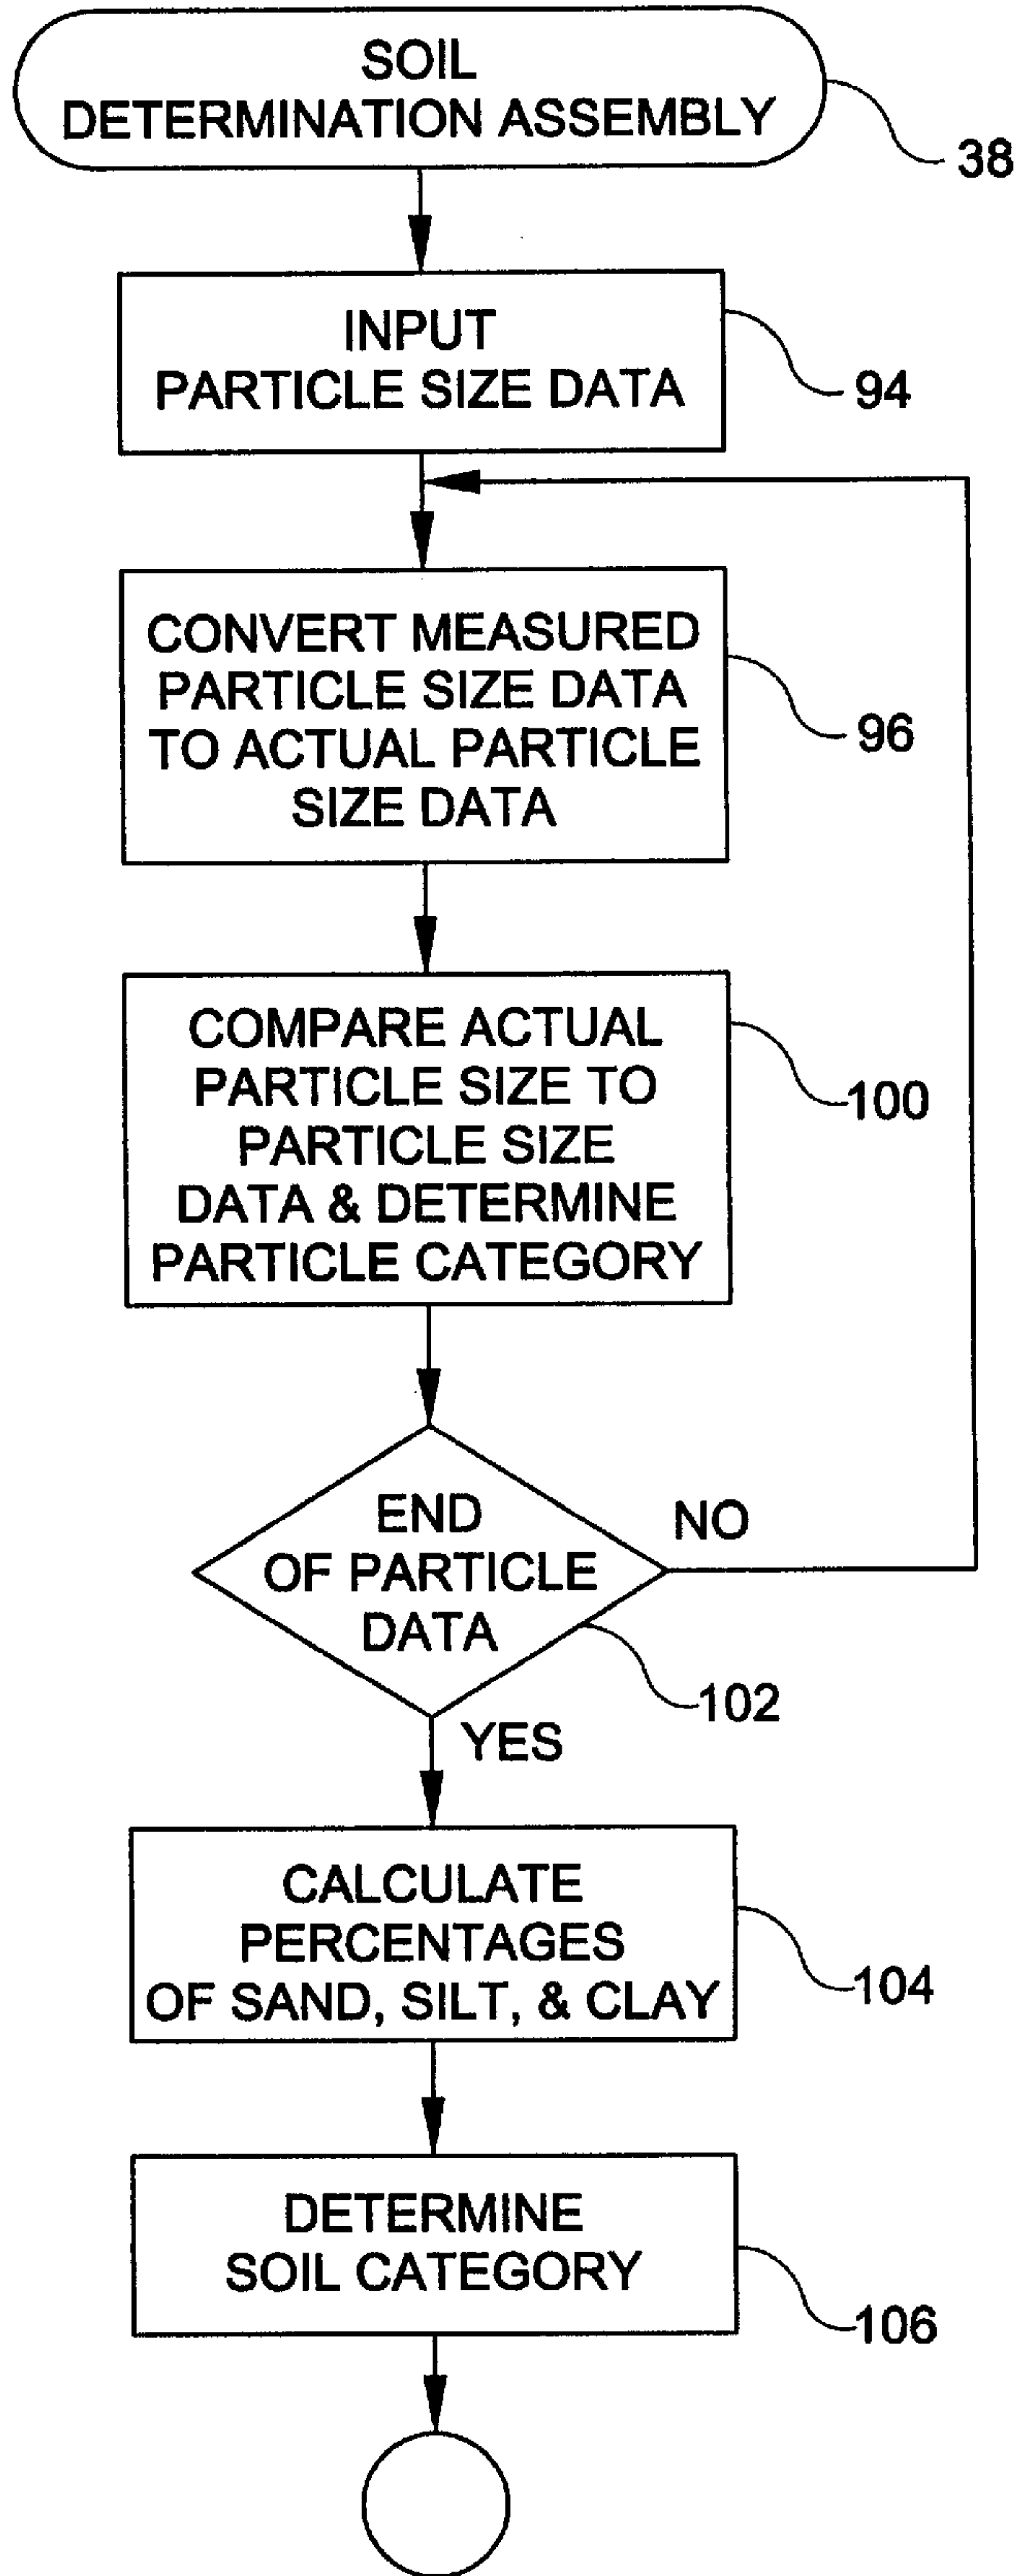 SOIL
DETERMINATION ASSEMBLY
38
INPUT
PARTICLE SIZE DATA
94
CONVERT MEASURED
PARTICLE SIZE DATA
TO ACTUAL PARTICLE
SIZE DATA
96
COMPARE ACTUAL
PARTICLE SIZE TO
PARTICLE SIZE
DATA & DETERMINE
PARTICLE CATEGORY
100
END
OF PARTICLE
DATA
NO
102
YES
CALCULATE
PERCENTAGES
OF SAND, SILT, & CLAY
104
DETERMINE
SOIL CATEGORY
106